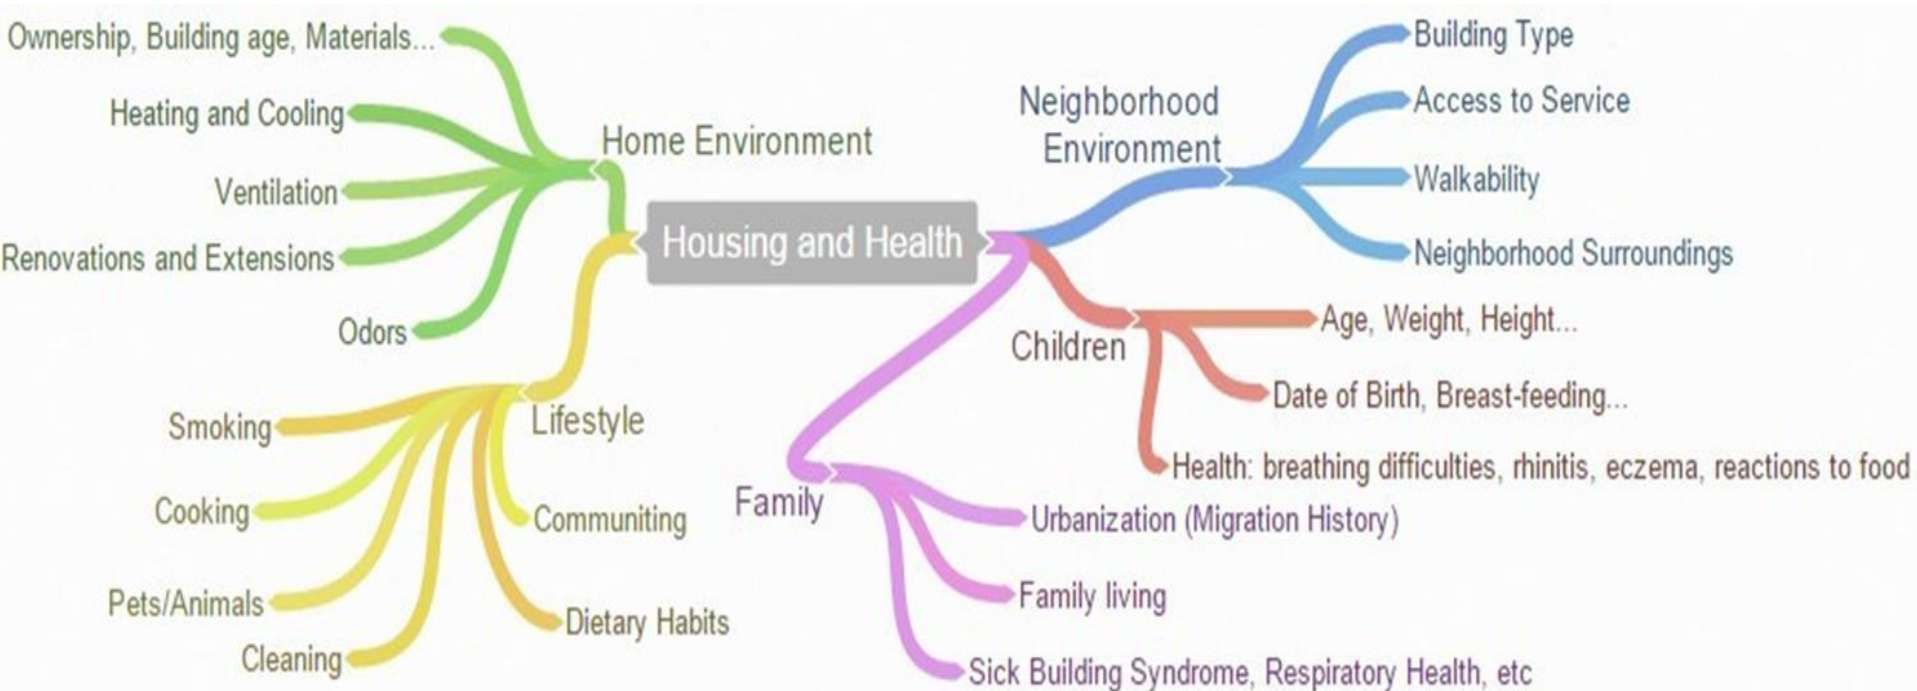 Housing and Health
Home Environment
Ownership, Building age, Materials...
Heating and Cooling
Ventilation
Renovations and Extensions
Odors
Lifestyle
Smoking
Cooking
Pets/Animals
Cleaning
Dietary Habits
Communiting
Neighborhood
Environment
Building Type
Access to Service
Walkability
Neighborhood Surroundings
Children
Age, Weight, Height...
Date of Birth, Breast-feeding...
Health: breathing difficulties, rhinitis, eczema, reactions to food
Family
Urbanization (Migration History)
Family living
Sick Building Syndrome, Respiratory Health, etc